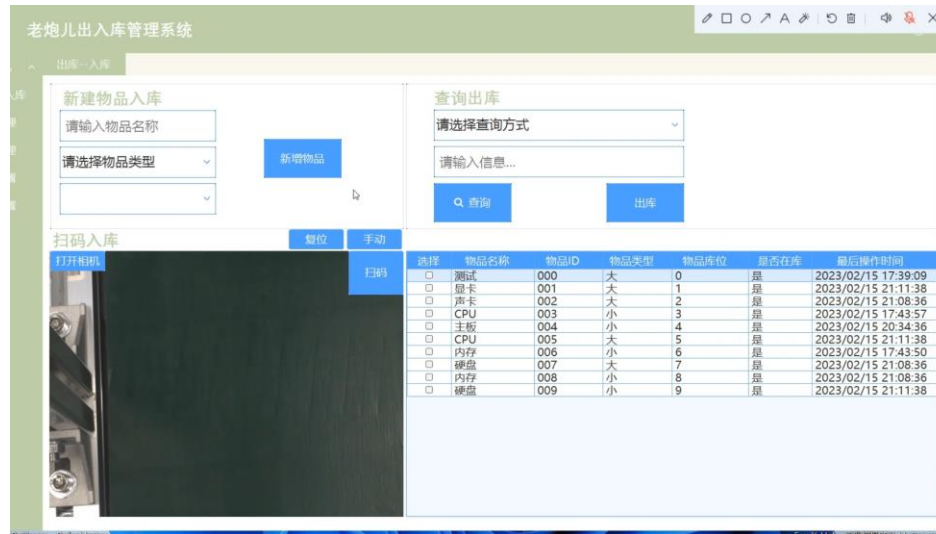 老炮儿出入库管理系统
出库--入库
新建物品入库
请输入物品名称
请选择物品类型
新增物品
查询出库
请选择查询方式
请输入信息...
查询
出库
扫码入库
复位
手动
打开相机
扫码
选择 物品名称 物品ID 物品类型 物品库位 是否在库 最后操作时间
测试 000 大 0 是 2023/02/15 17:39:09
显卡 001 大 1 是 2023/02/15 21:11:38
声卡 002 大 2 是 2023/02/15 21:08:36
CPU 003 小 3 是 2023/02/15 17:43:57
主板 004 小 4 是 2023/02/15 20:34:36
CPU 005 大 5 是 2023/02/15 21:11:38
内存 006 小 6 是 2023/02/15 17:43:50
硬盘 007 大 7 是 2023/02/15 21:08:36
内存 008 小 8 是 2023/02/15 21:08:36
硬盘 009 小 9 是 2023/02/15 21:11:38